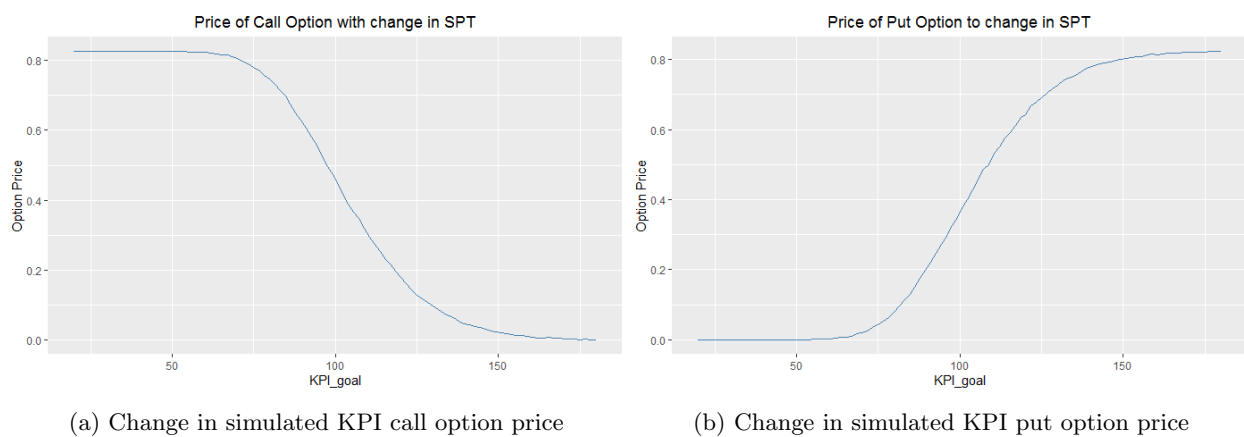 Price of Call Option with change in SPT
Option Price
0.8
0.6
0.4
0.2
0.0
50 100 150
KPI_goal
(a) Change in simulated KPI call option price
Price of Put Option to change in SPT
Option Price
0.8
0.6
0.4
0.2
0.0
50 100 150
KPI_goal
(b) Change in simulated KPI put option price